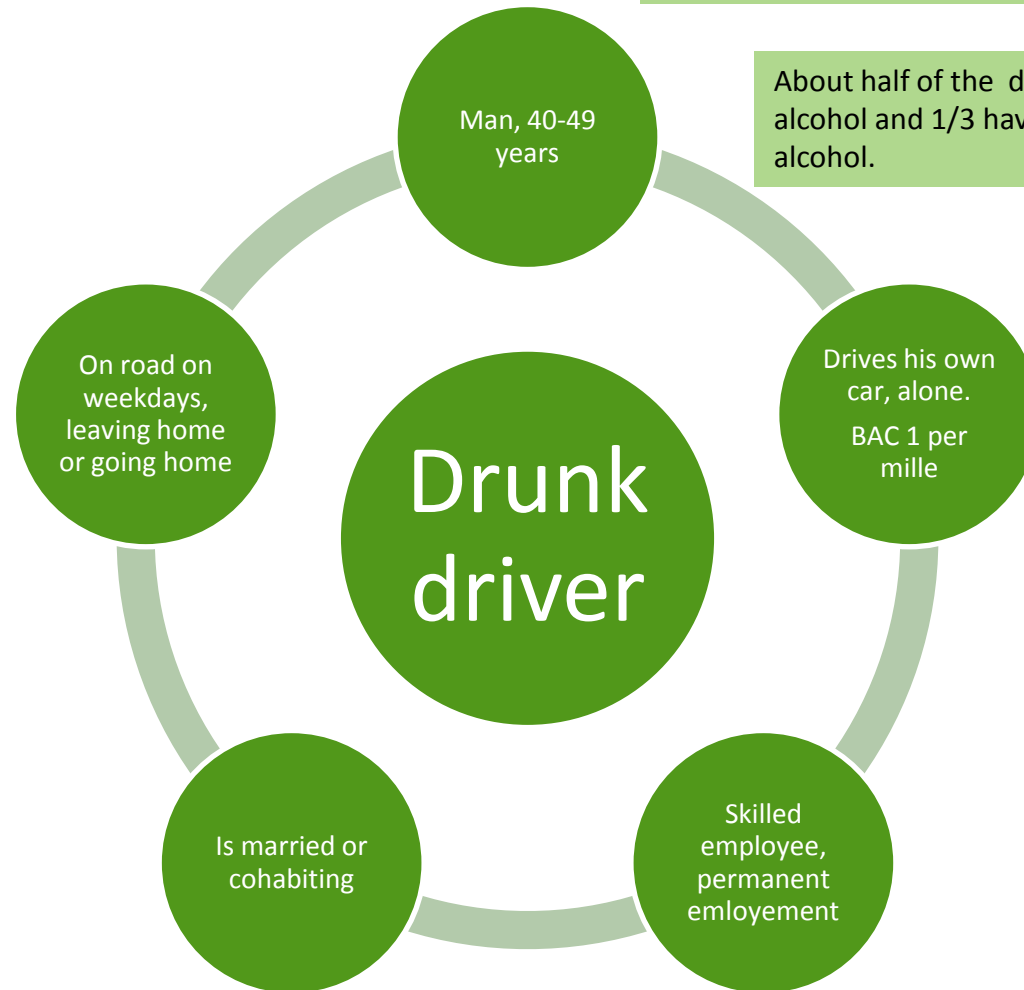 About half of the
alcohol and 1/3
alcohol.
Man, 40-49
years
On road on
weekdays,
leaving home
or going home
Drives his own
car, alone.
BAC 1 per
mille
Drunk
driver
Is married or
cohabiting
Skilled
employee,
permanent
emloyement